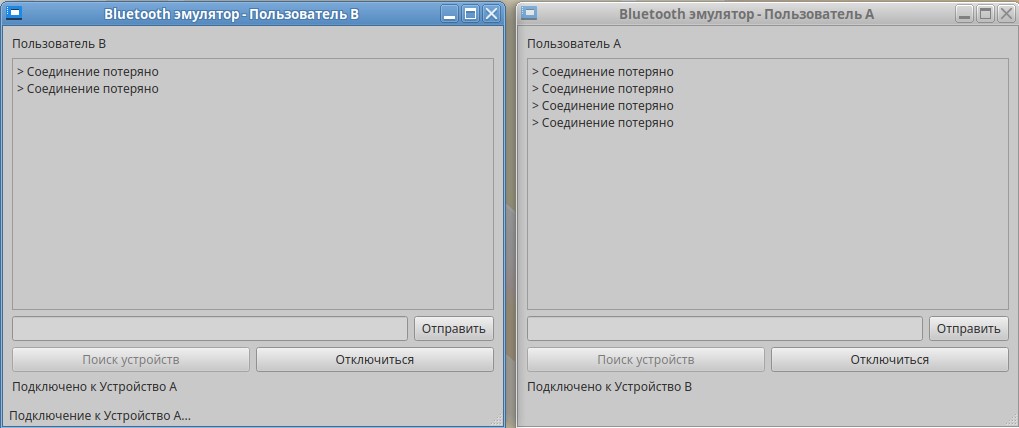 Bluetooth эмулятор - Пользователь B
Пользователь B
> Соединение потеряно
> Соединение потеряно
Отправить
Поиск устройств
Отключиться
Подключено к Устройство A
Подключение к Устройство A...
Bluetooth эмулятор - Пользователь A
Пользователь A
> Соединение потеряно
> Соединение потеряно
> Соединение потеряно
> Соединение потеряно
Отправить
Поиск устройств
Отключиться
Подключено к Устройство B